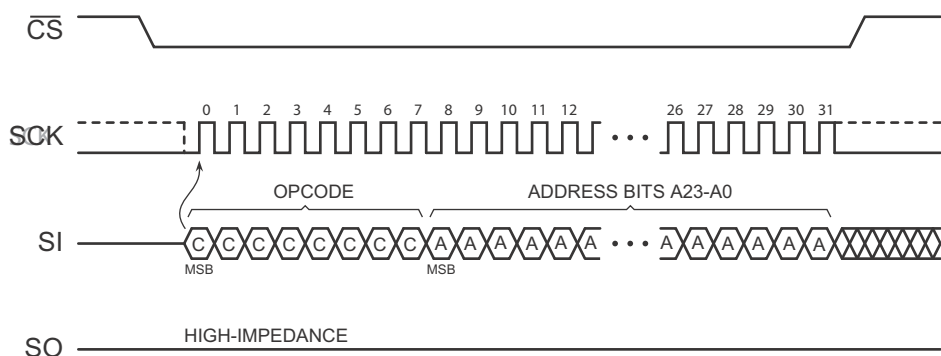 CS
0 1 2 3 4 5 6 7 8 9 10 11 12 26 27 28 29 30 31
SCK
OPCODE ADDRESS BITS A23-A0
SI C C C C C C C C A A A A A A A A A A A A
MSB MSB
HIGH-IMPEDANCE
SO